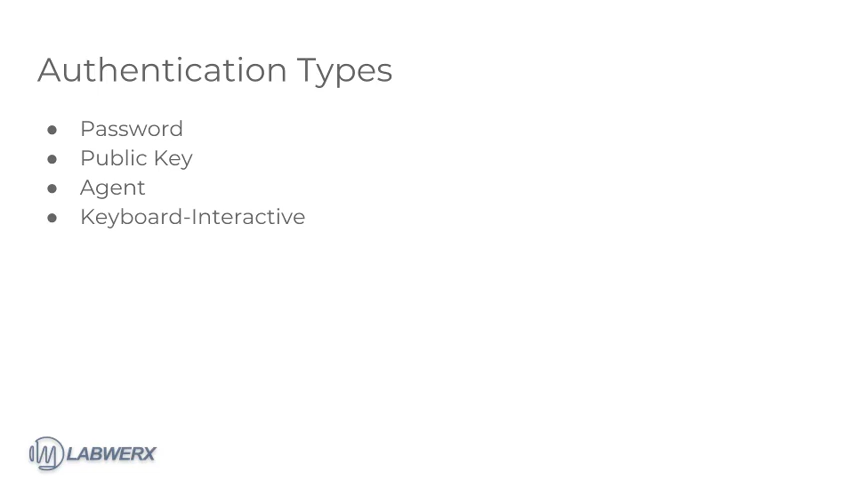 Authentication Types
● Password
● Public Key
● Agent
● Keyboard-Interactive
LABWERX